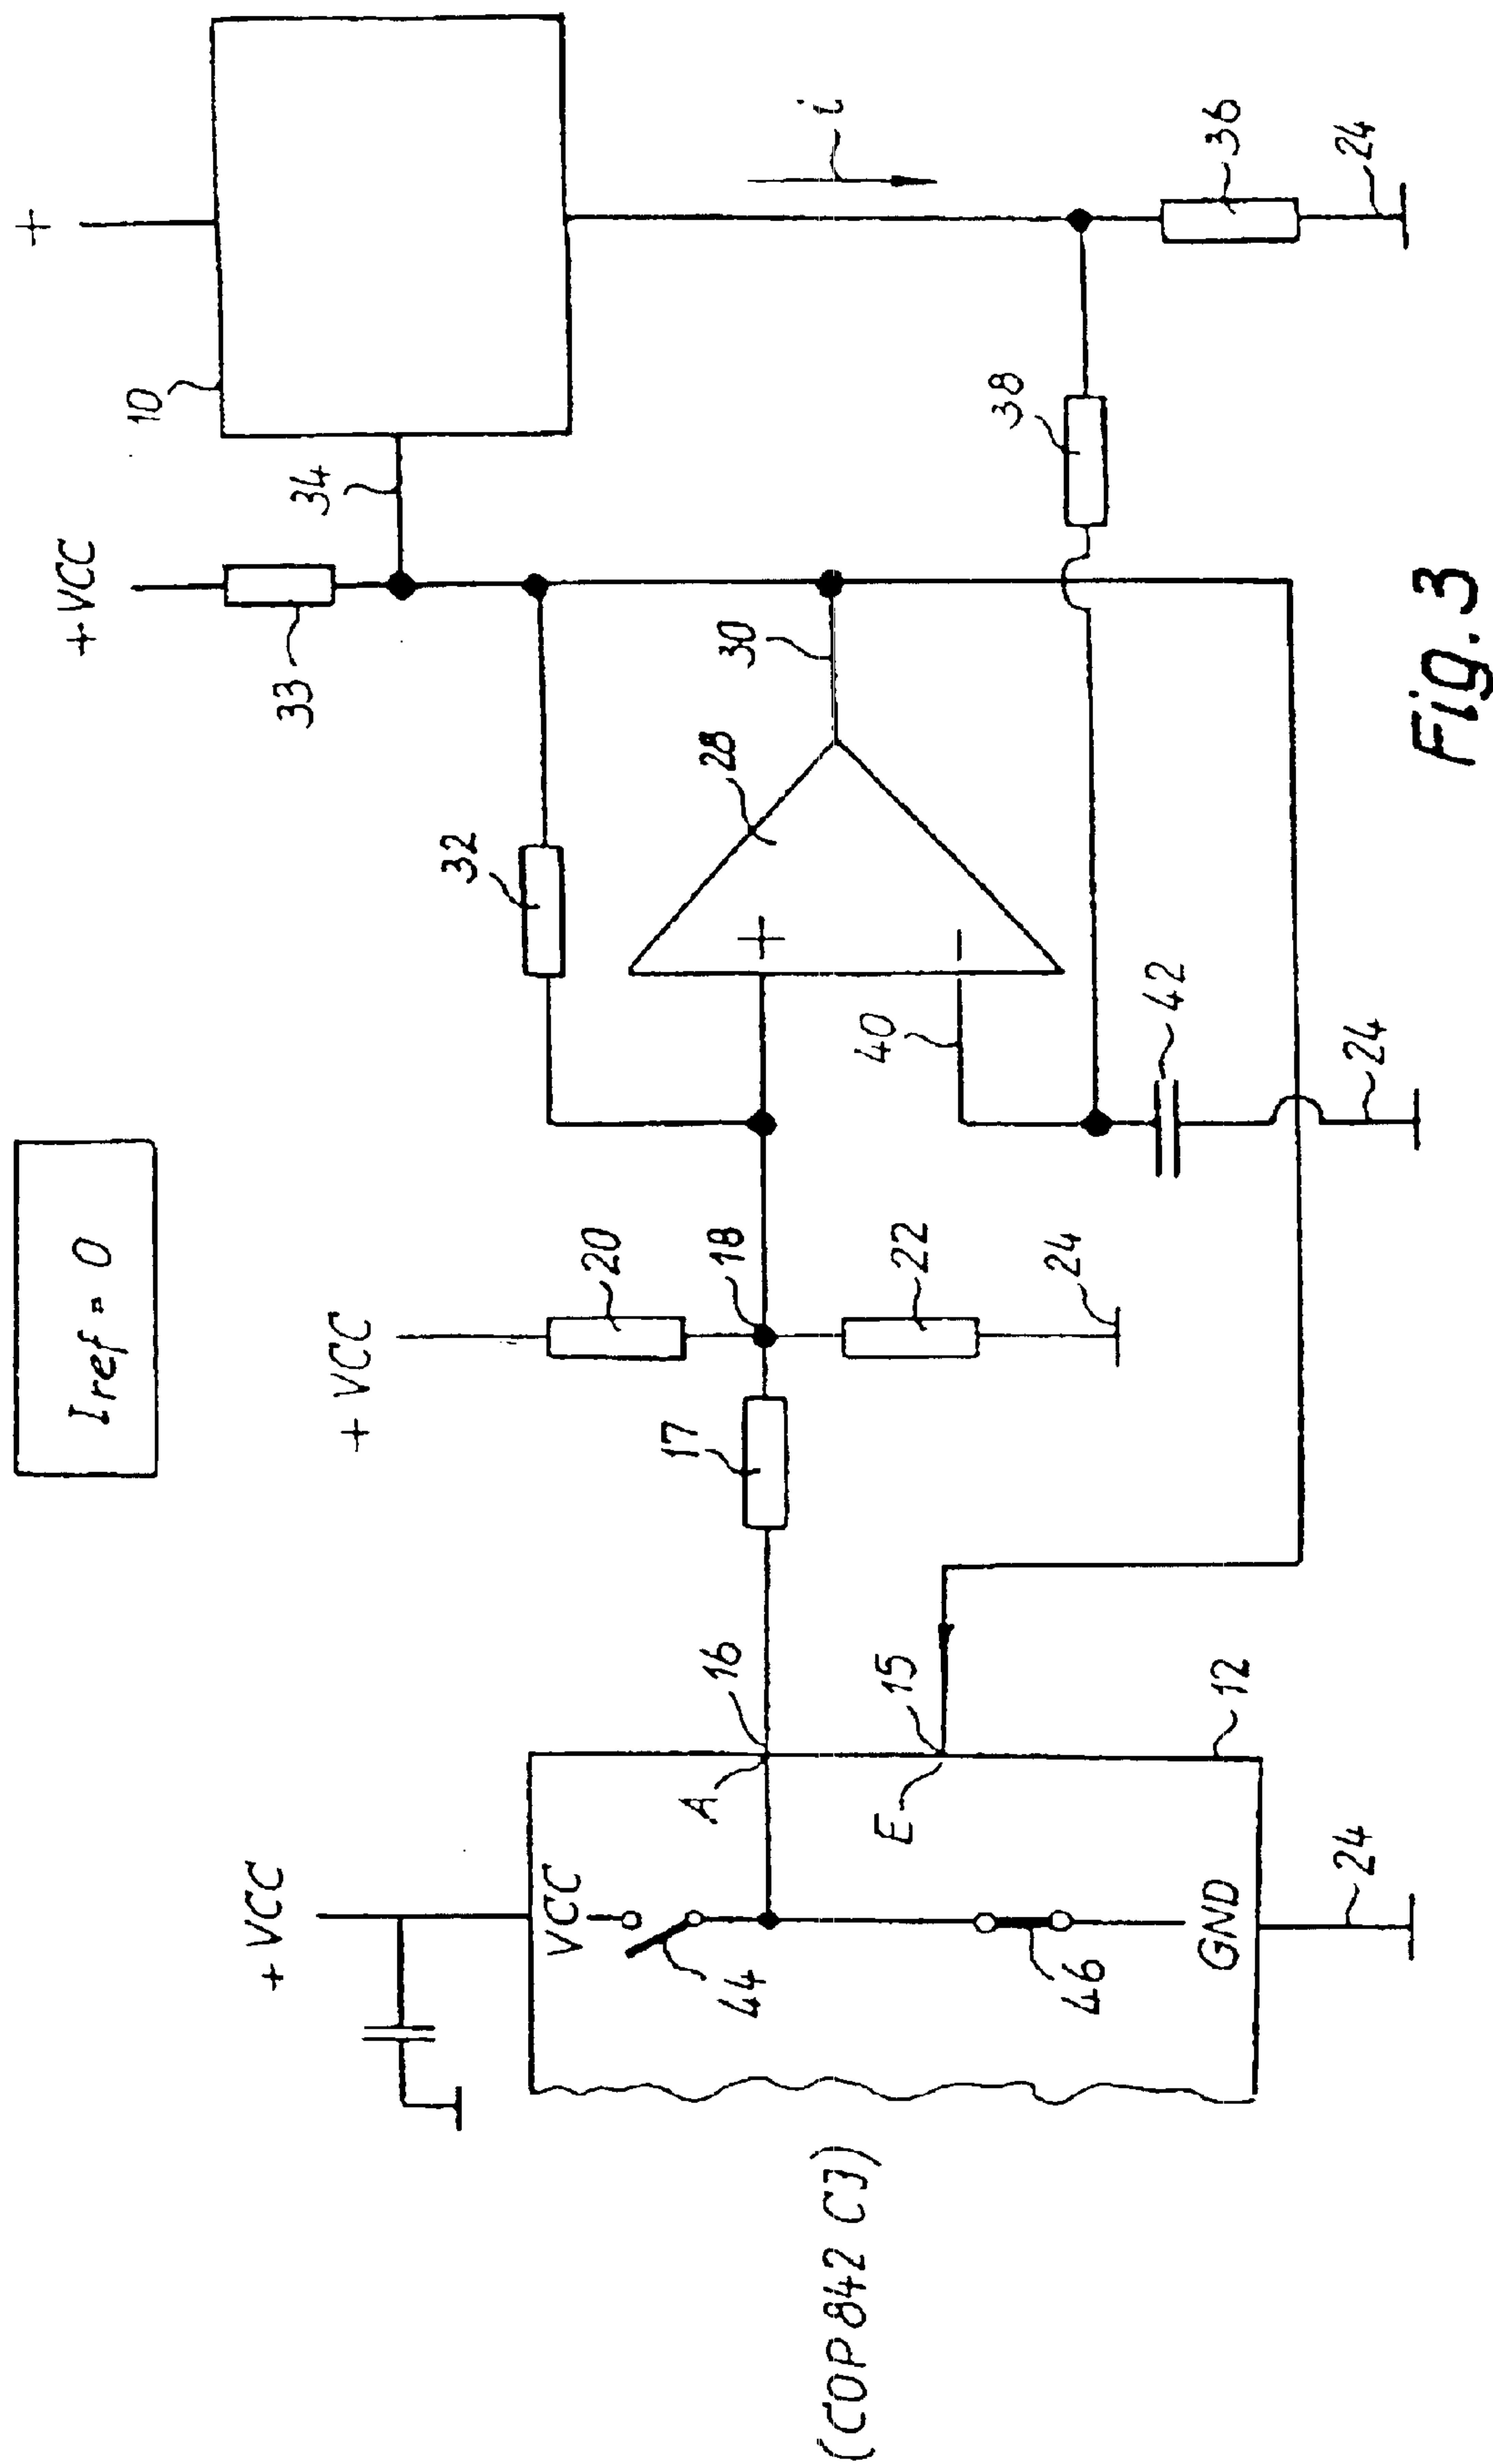 I ref = 0
+
+VCC
10
33
34
i
32
+ VCC
20
28
30
+
−
38
36
24
+ VCC
17
18
22
24
40
42
24
VCC
A
16
44
E
15
46
GND
12
24
(COP 842 CJ)
Fig. 3